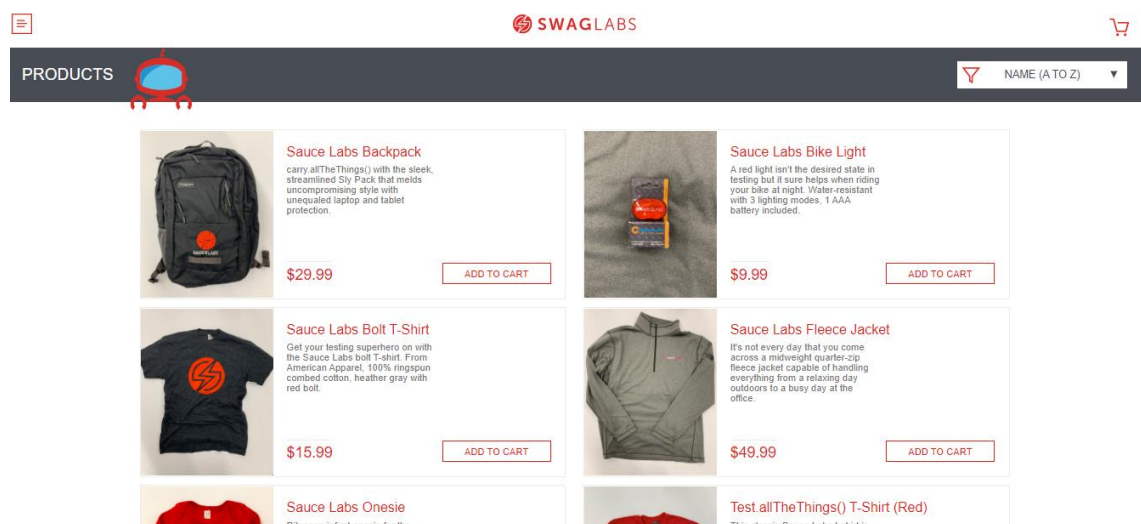 SWAGLABS
PRODUCTS
NAME (A TO Z)
Sauce Labs Backpack
carry.allTheThings() with the sleek,
streamlined Sly Pack that melds
uncompromising style with
unequaled laptop and tablet
protection.
$29.99
ADD TO CART
Sauce Labs Bike Light
A red light isn't the desired state in
testing but it sure helps when riding
your bike at night. Water-resistant
with 3 lighting modes, 1 AAA
battery included.
$9.99
ADD TO CART
Sauce Labs Bolt T-Shirt
Get your testing superhero on with
the Sauce Labs bolt T-shirt. From
American Apparel, 100% ringspun
combed cotton, heather gray with
red bolt.
$15.99
ADD TO CART
Sauce Labs Fleece Jacket
It's not every day that you come
across a midweight quarter-zip
fleece jacket capable of handling
everything from a relaxing day
outdoors to a busy day at the
office.
$49.99
ADD TO CART
Sauce Labs Onesie
Test.allTheThings() T-Shirt (Red)